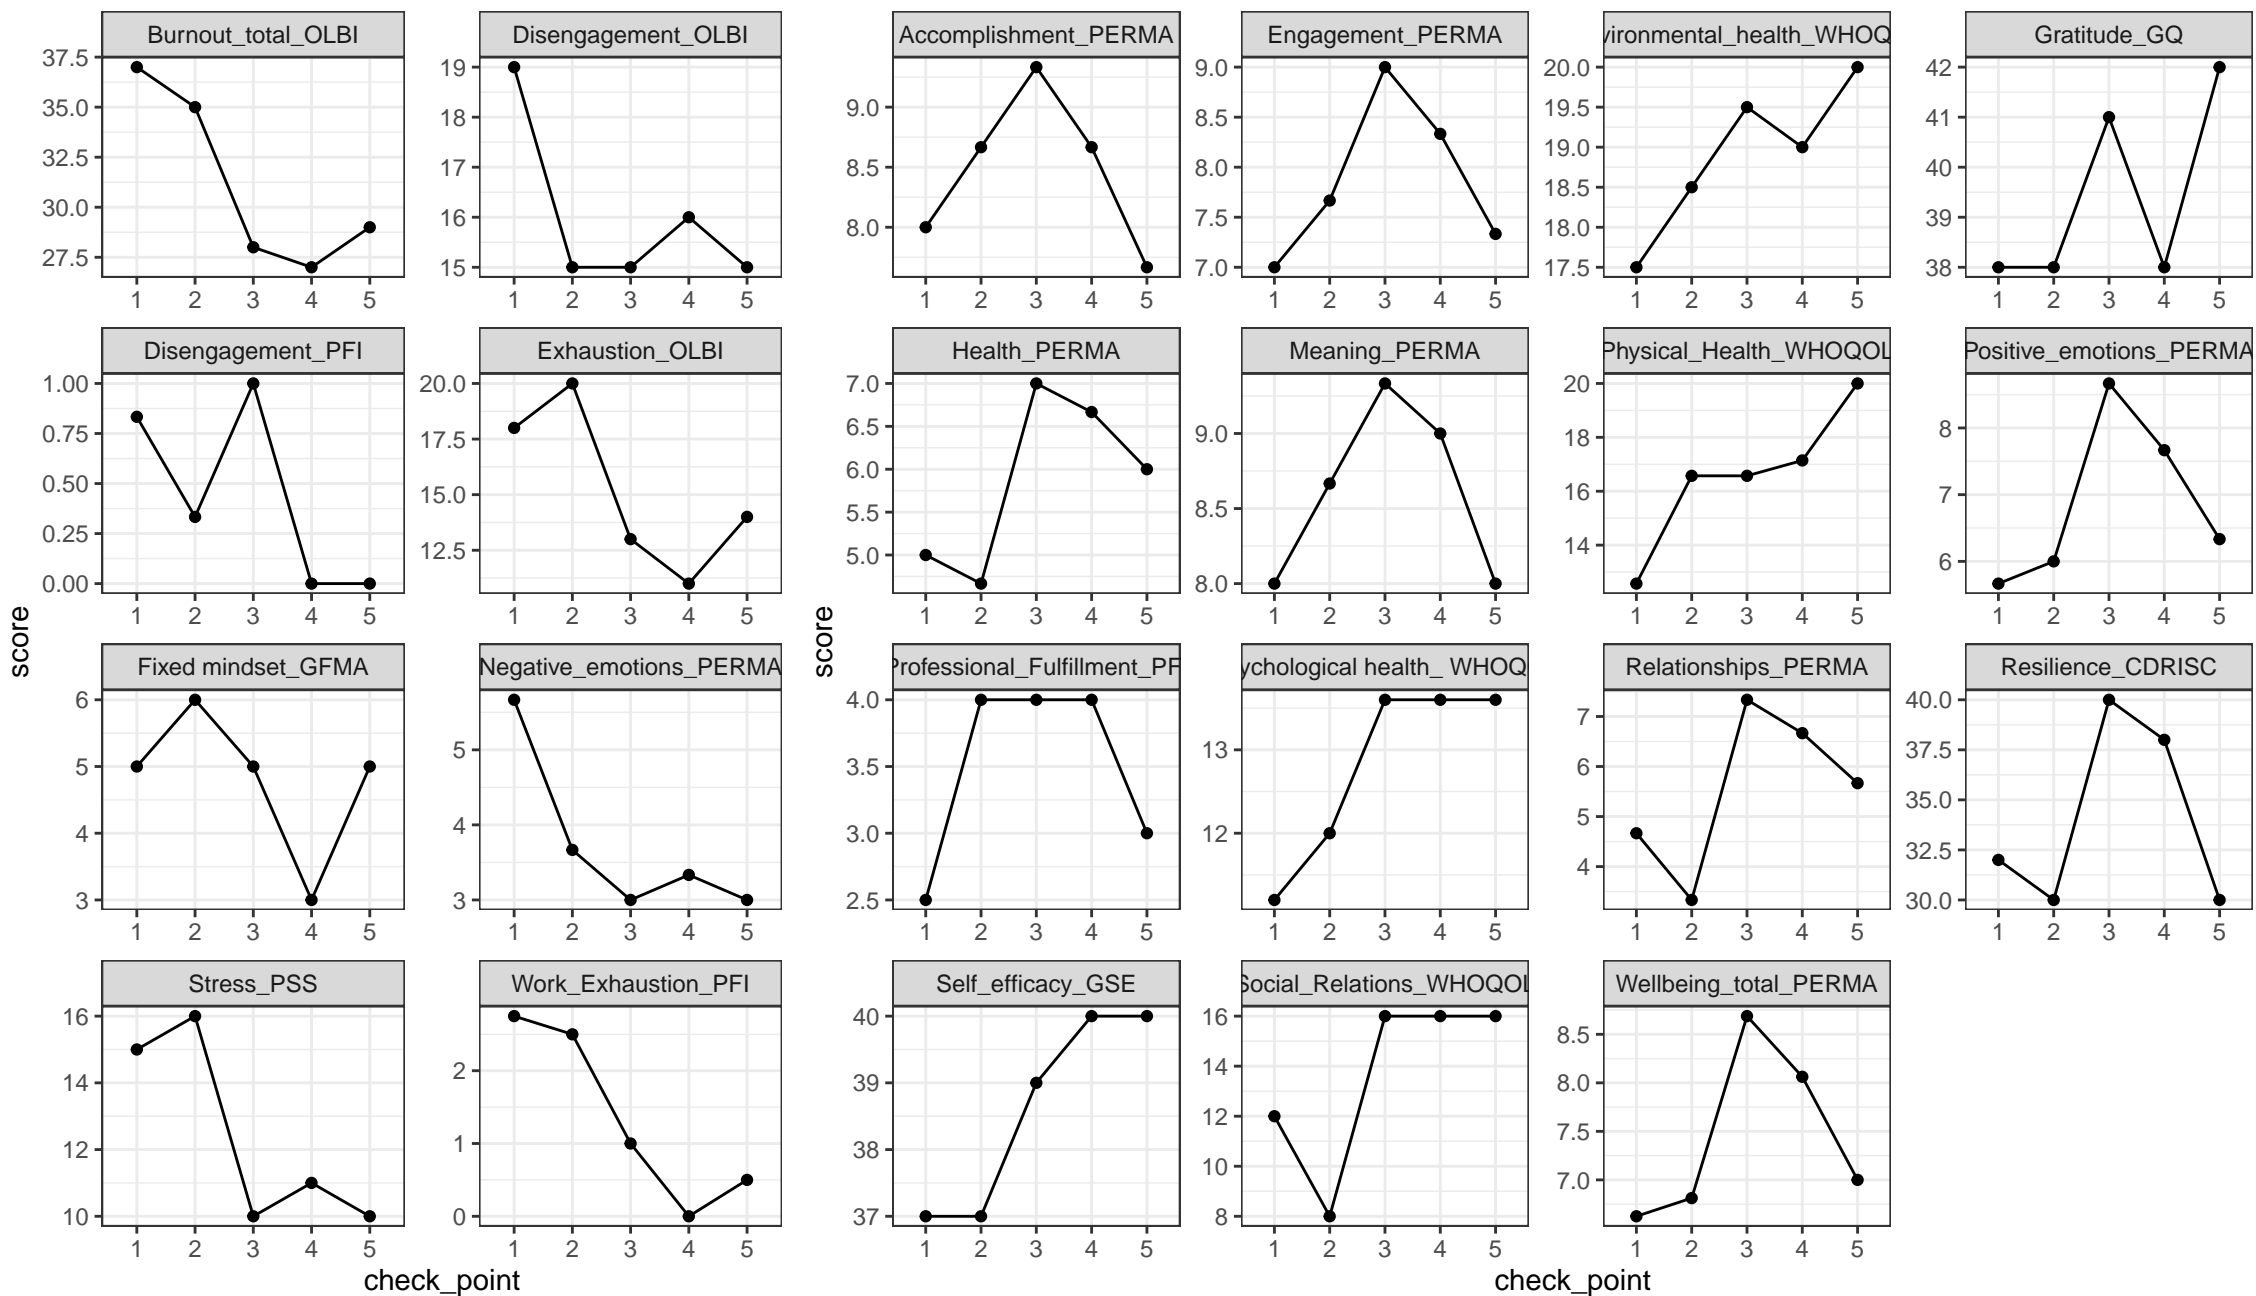 Burnout_total_OLBI
37.5
35.0
32.5
30.0
27.5
1 2 3 4 5
Disengagement_OLBI
19
18
17
16
15
1 2 3 4 5
Disengagement_PFI
1.00
0.75
0.50
0.25
0.00
1 2 3 4 5
Exhaustion_OLBI
20.0
17.5
15.0
12.5
1 2 3 4 5
score
Fixed mindset_GFMA
6
5
4
3
1 2 3 4 5
Negative_emotions_PERMA
5
4
3
1 2 3 4 5
Stress_PSS
16
14
12
10
1 2 3 4 5
Work_Exhaustion_PFI
2
1
0
1 2 3 4 5
check_point
Accomplishment_PERMA
9.0
8.5
8.0
1 2 3 4 5
Engagement_PERMA
9.0
8.5
8.0
7.5
7.0
1 2 3 4 5
vironmental_health_WHOQ
20.0
19.5
19.0
18.5
18.0
17.5
1 2 3 4 5
Gratitude_GQ
42
41
40
39
38
1 2 3 4 5
Health_PERMA
7.0
6.5
6.0
5.5
5.0
1 2 3 4 5
Meaning_PERMA
9.0
8.5
8.0
1 2 3 4 5
Physical_Health_WHOQOL
20
18
16
14
1 2 3 4 5
Positive_emotions_PERMA
8
7
6
1 2 3 4 5
score
Professional_Fulfillment_PF
4.0
3.5
3.0
2.5
1 2 3 4 5
ychological health_ WHOQ
13
12
1 2 3 4 5
Relationships_PERMA
7
6
5
4
1 2 3 4 5
Resilience_CDRISC
40.0
37.5
35.0
32.5
30.0
1 2 3 4 5
Self_efficacy_GSE
40
39
38
37
1 2 3 4 5
Social_Relations_WHOQOL
16
14
12
10
8
1 2 3 4 5
Wellbeing_total_PERMA
8.5
8.0
7.5
7.0
1 2 3 4 5
check_point